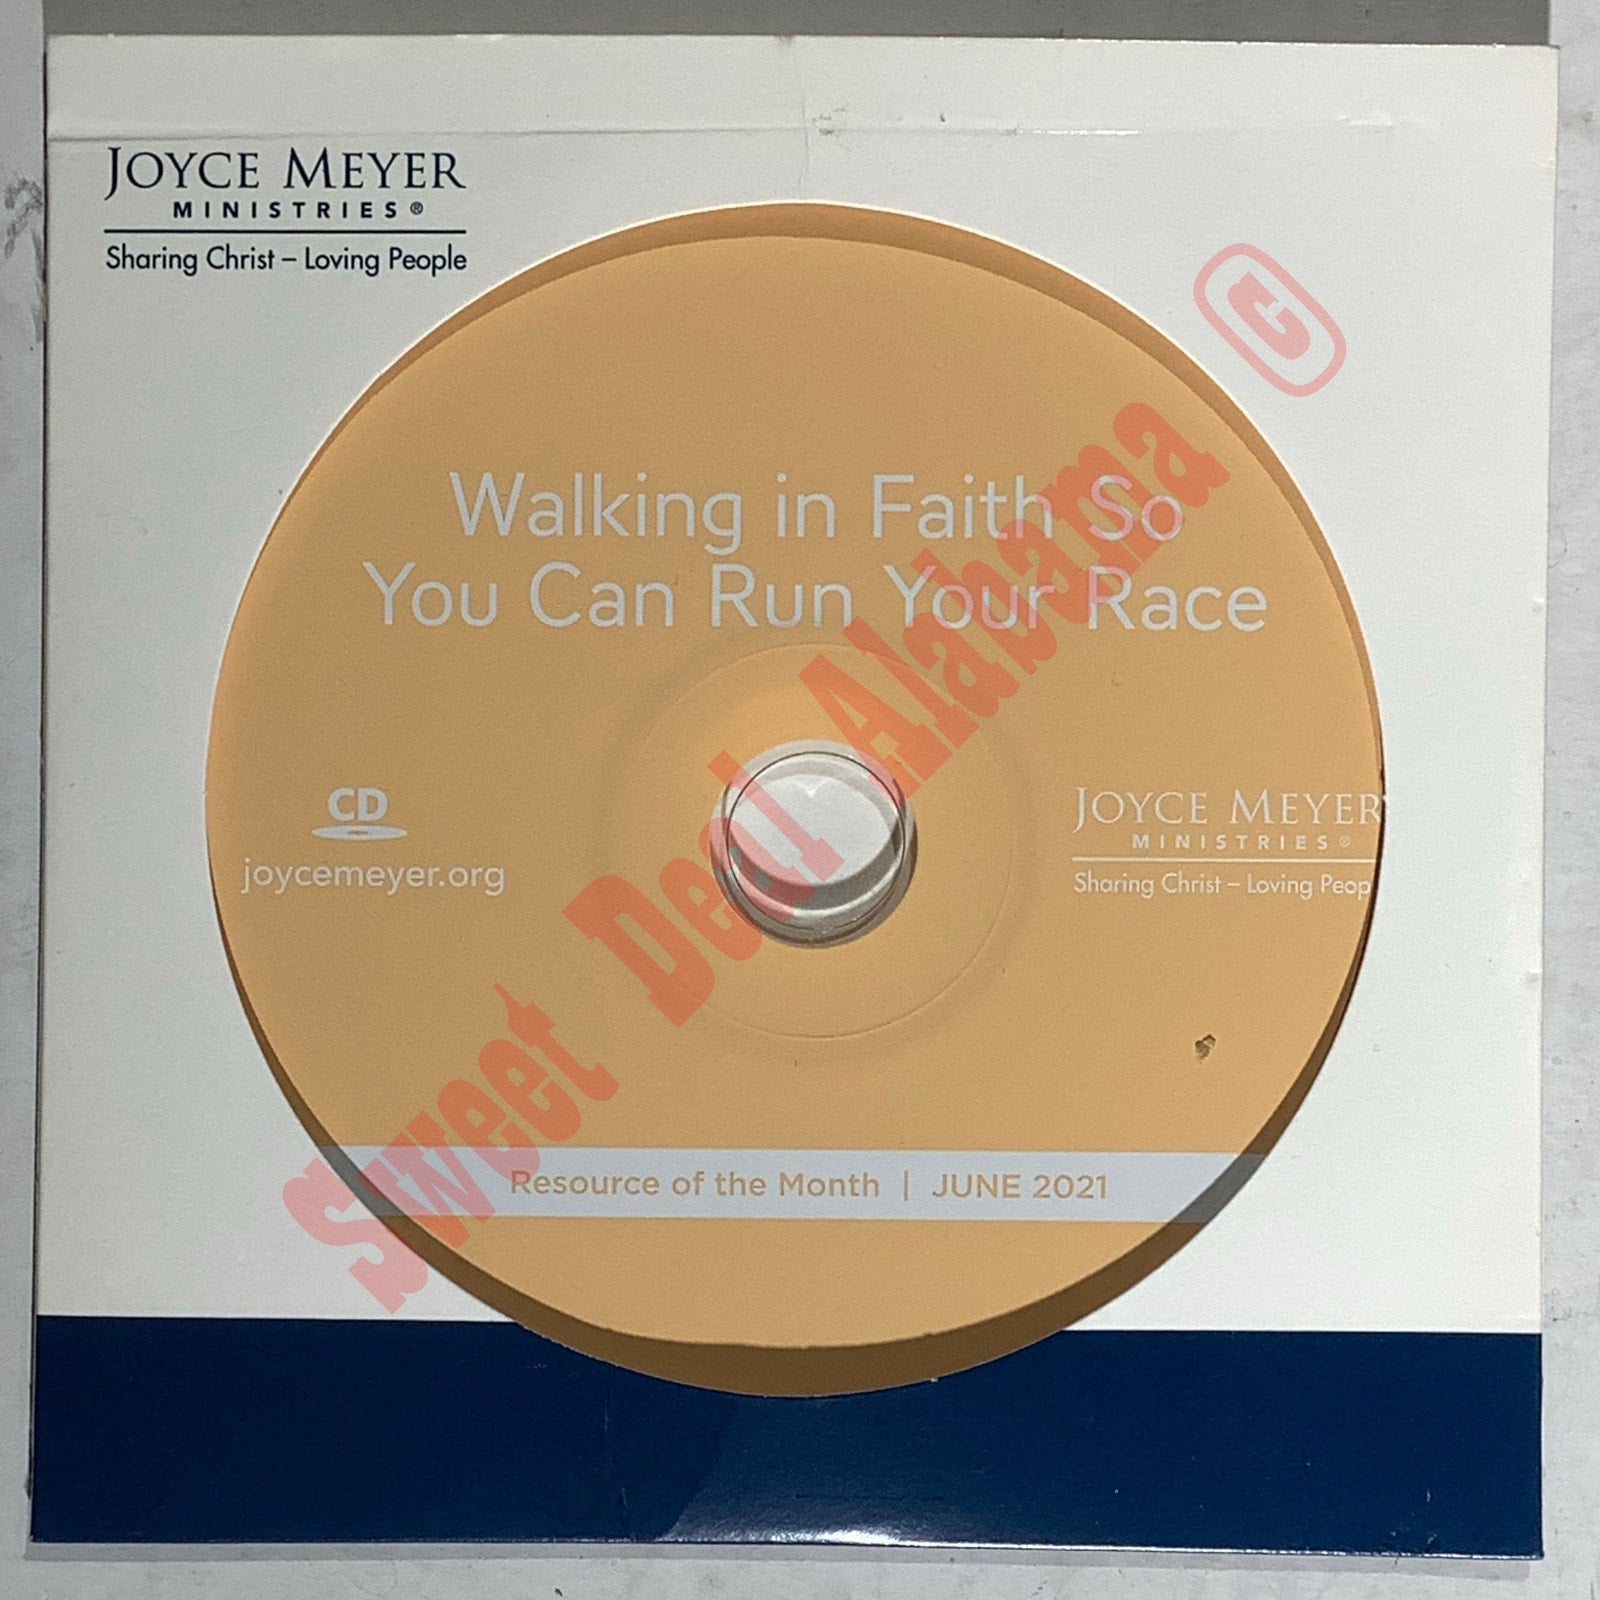 JOYCE MEYER
MINISTRIES®
Sharing Christ – Loving People
Walking in Faith So
You Can Run Your Race
CD
joycemeyer.org
JOYCE MEYER
MINISTRIES®
Sharing Christ – Loving Peop
Resource of the Month | JUNE 2021
Sweet Deal Alabama ©